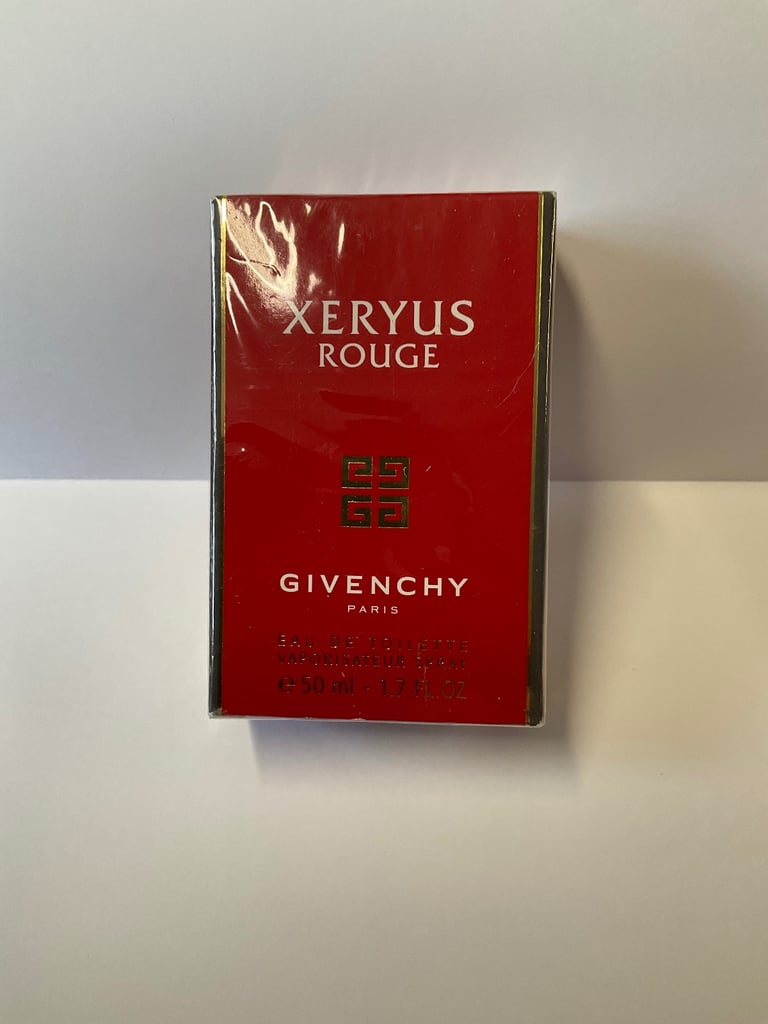 XERYUS
ROUGE
GIVENCHY
PARIS
EAU DE TOILETTE
VAPORISATEUR SPRAY
℮ 50 ml - 1.7 FL.OZ